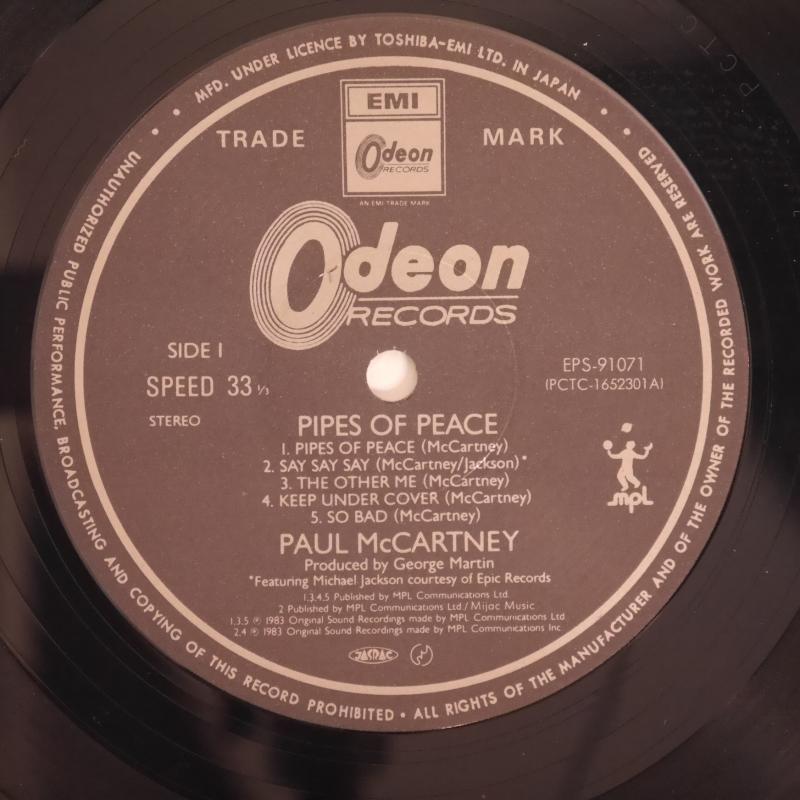 MFD. UNDER LICENCE BY TOSHIBA-EMI LTD. IN JAPAN
EMI
TRADE MARK
Odeon
RECORDS
AN EMI TRADE MARK
Odeon
RECORDS
SIDE 1
SPEED 33 1/3
STEREO
EPS-91071
(PCTC-1652301A)
PIPES OF PEACE
1. PIPES OF PEACE (McCartney)
2. SAY SAY SAY (McCartney/Jackson)*
3. THE OTHER ME (McCartney)
4. KEEP UNDER COVER (McCartney)
5. SO BAD (McCartney)
mpl
PAUL McCARTNEY
Produced by George Martin
*Featuring Michael Jackson courtesy of Epic Records
1.3.4.5 Published by MPL Communications Ltd.
2 Published by MPL Communications Ltd/Mijac Music
1.3.5 ℗ 1983 Original Sound Recordings made by MPL Communications Ltd
2.4 ℗ 1983 Original Sound Recordings made by MPL Communications Inc
JASRAC
UNAUTHORIZED PUBLIC PERFORMANCE, BROADCASTING AND COPYING OF THIS RECORD PROHIBITED • ALL RIGHTS OF THE MANUFACTURER AND OF THE OWNER OF THE RECORDED WORK ARE RESERVED
PCTC